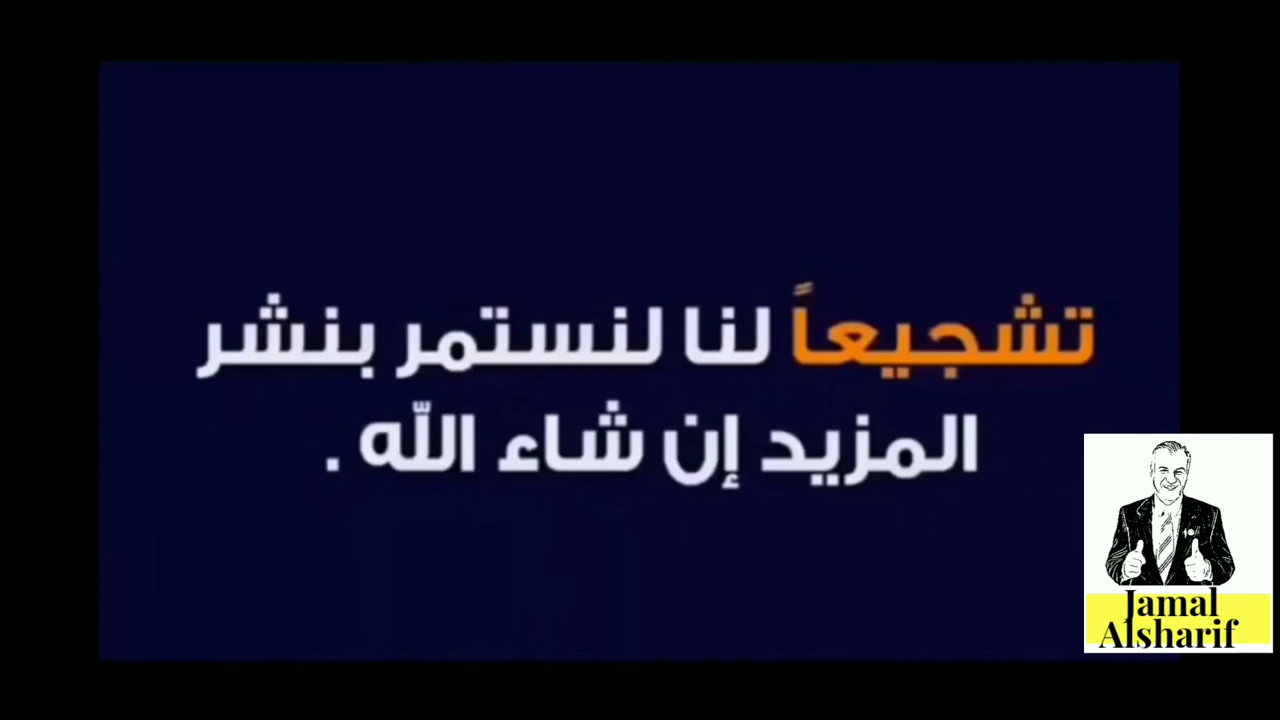 تشجيعاً لنا لنستمر بنشر
المزيد إن شاء الله .
Jamal
Alsharif